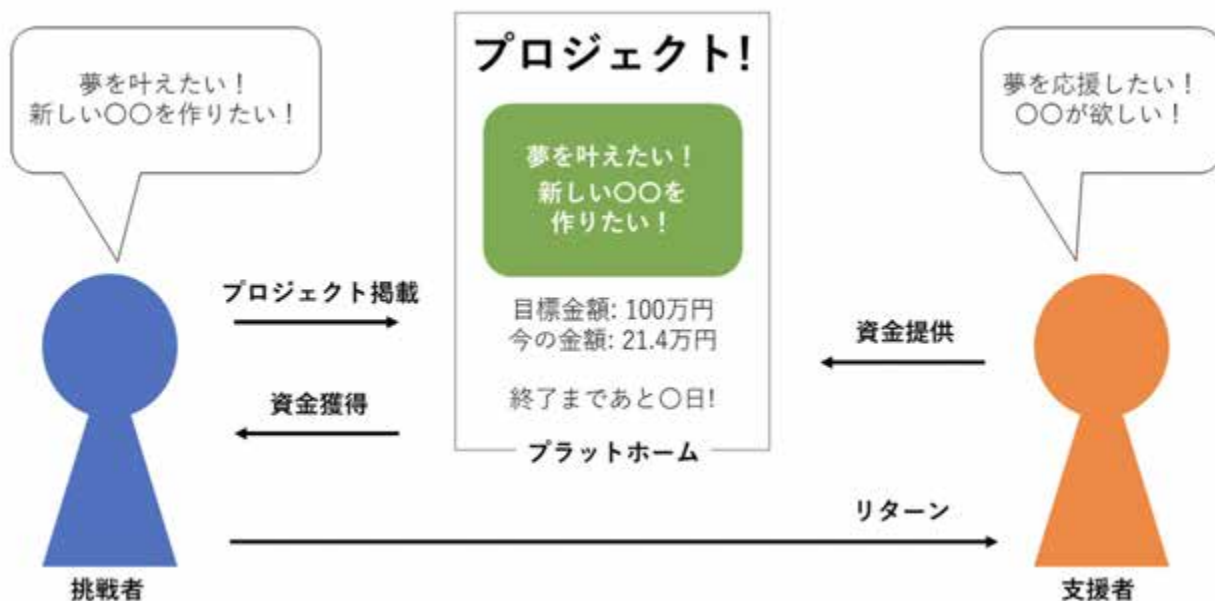 夢を叶えたい！
新しい〇〇を作りたい！
プロジェクト!
夢を叶えたい！
新しい〇〇を
作りたい！
目標金額: 100万円
今の金額: 21.4万円
終了まであと〇日!
プラットホーム
夢を応援したい！
〇〇が欲しい！
プロジェクト掲載
資金獲得
資金提供
リターン
挑戦者
支援者